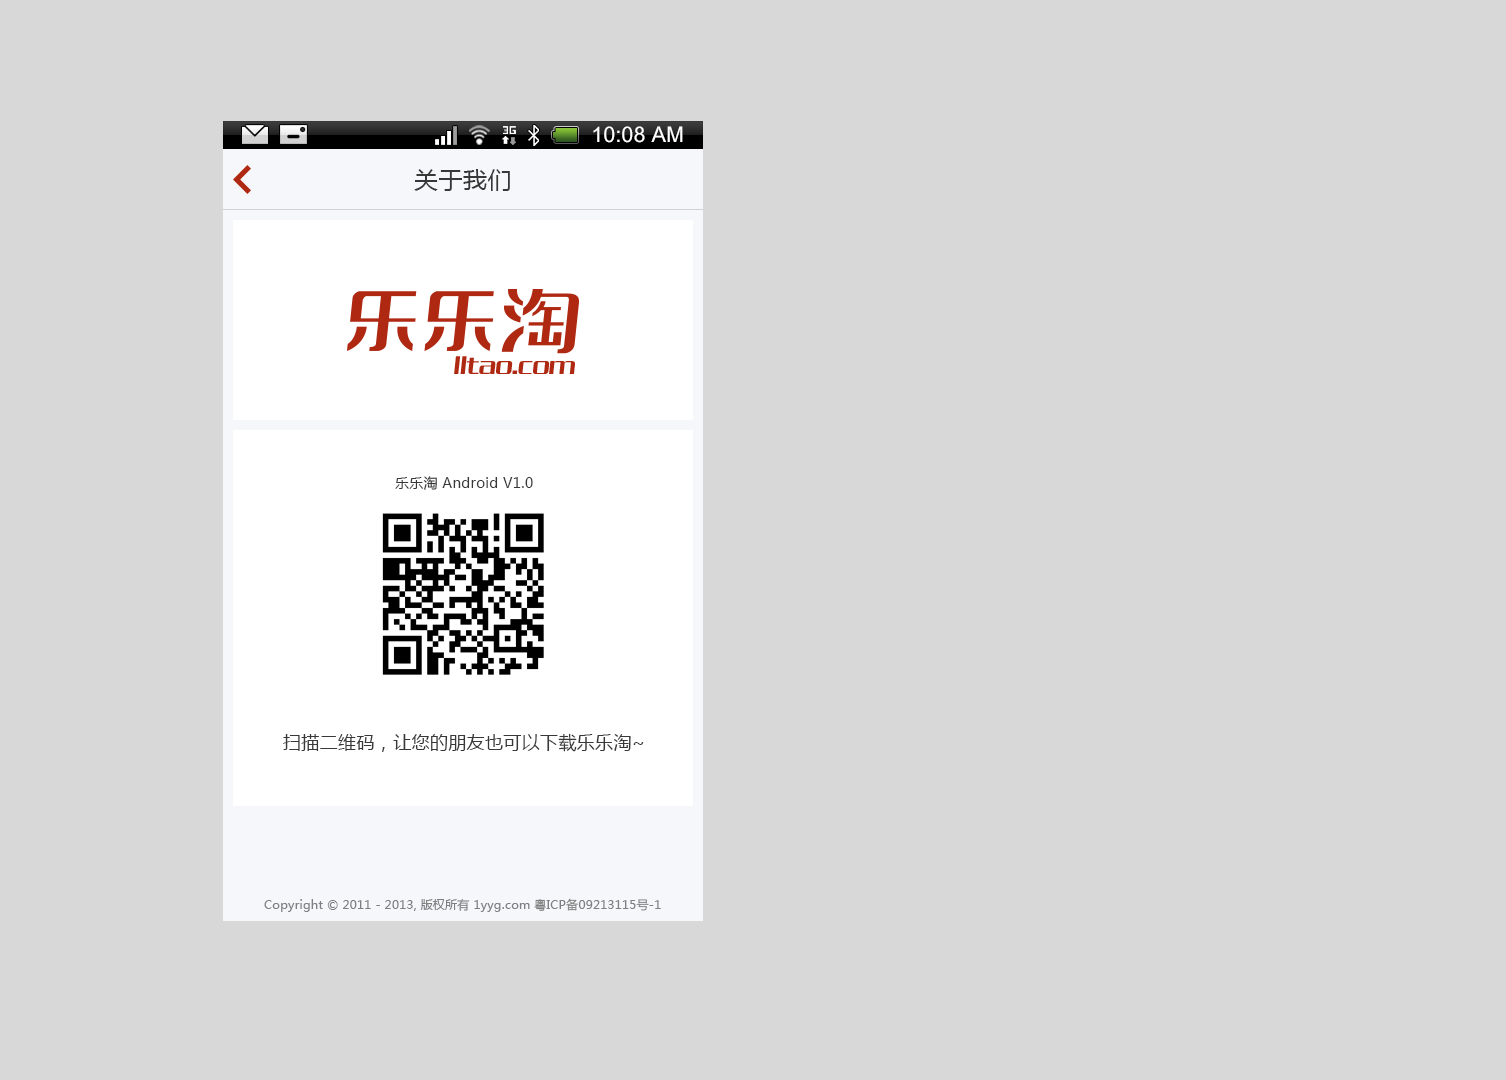 3G 10:08 AM
关于我们
乐乐淘
lltao.com
乐乐淘 Android V1.0
扫描二维码，让您的朋友也可以下载乐乐淘~
Copyright © 2011 - 2013, 版权所有 1yyg.com 粤ICP备09213115号-1